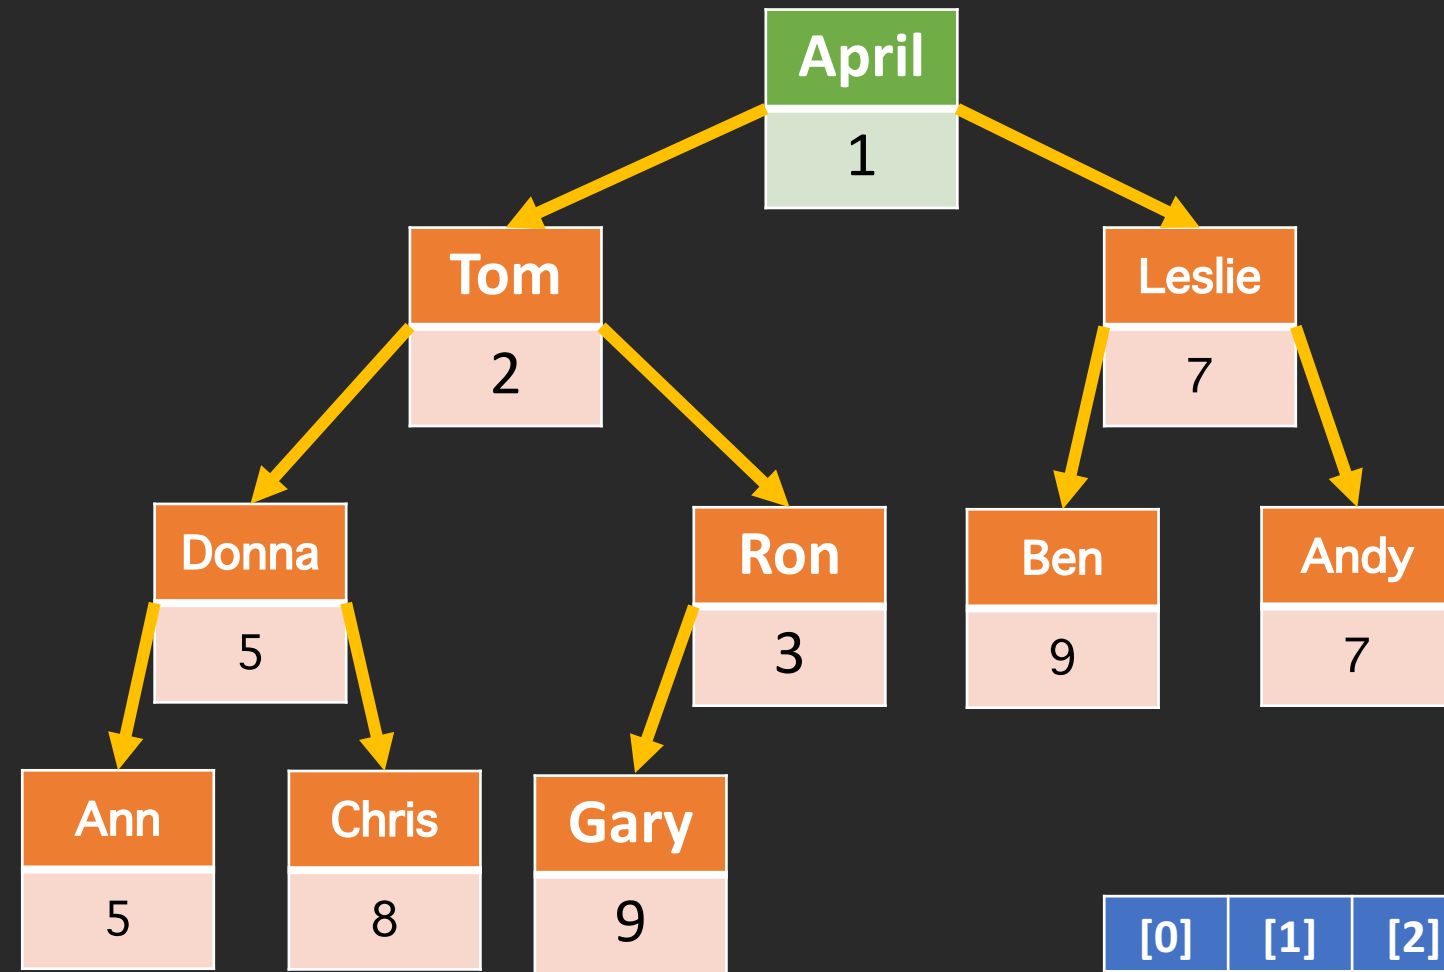 April
1
Tom
Leslie
2
7
Donna
Ron
Ben
Andy
5
3
9
7
Ann
Chris
Gary
5
8
9
[0] [1] [2]